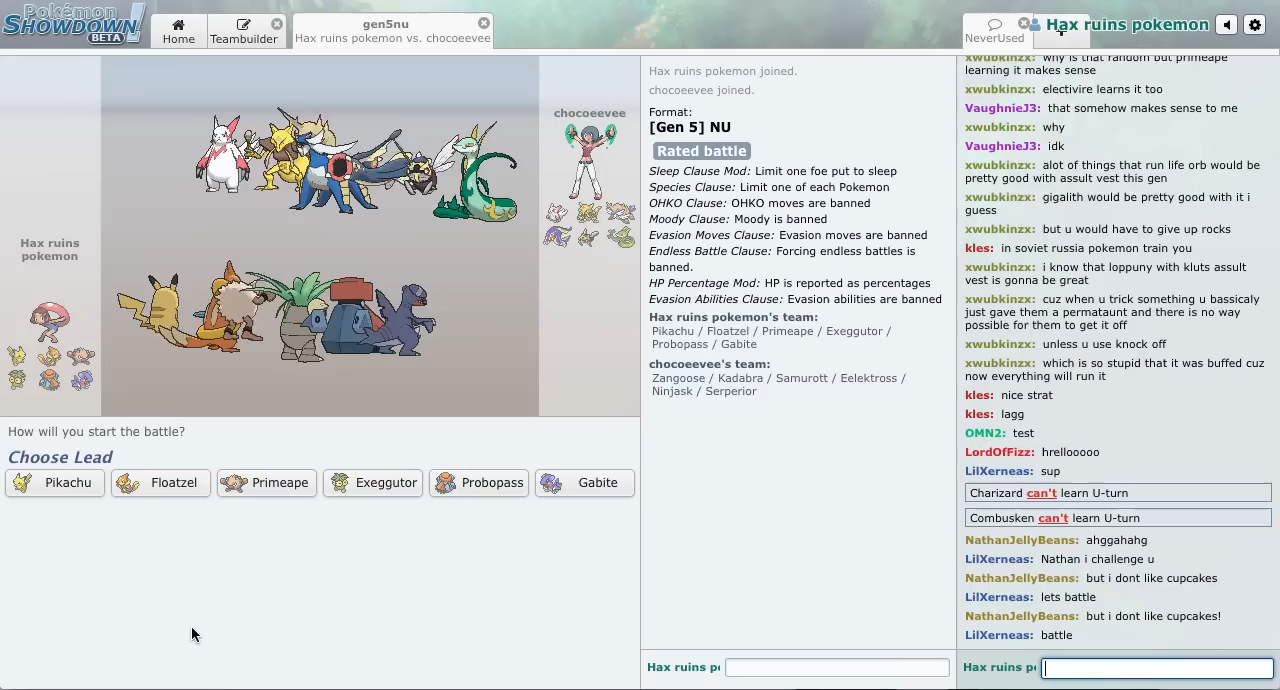 Pokémon
SHOWDOWN!
BETA
Home
Teambuilder
gen5nu
Hax ruins pokemon vs. chocoeevee
NeverUsed
Hax ruins pokemon
chocoeevee
Hax ruins
pokemon
How will you start the battle?
Choose Lead
Pikachu
Floatzel
Primeape
Exeggutor
Probopass
Gabite
Hax ruins pokemon joined.
chocoeevee joined.
Format:
[Gen 5] NU
Rated battle
Sleep Clause Mod: Limit one foe put to sleep
Species Clause: Limit one of each Pokemon
OHKO Clause: OHKO moves are banned
Moody Clause: Moody is banned
Evasion Moves Clause: Evasion moves are banned
Endless Battle Clause: Forcing endless battles is
banned.
HP Percentage Mod: HP is reported as percentages
Evasion Abilities Clause: Evasion abilities are banned
Hax ruins pokemon's team:
Pikachu / Floatzel / Primeape / Exeggutor /
Probopass / Gabite
chocoeevee's team:
Zangoose / Kadabra / Samurott / Eelektross /
Ninjask / Serperior
Hax ruins p
xwubkinzx: why is that random but primeape
learning it makes sense
xwubkinzx: electivire learns it too
VaughnieJ3: that somehow makes sense to me
xwubkinzx: why
VaughnieJ3: idk
xwubkinzx: alot of things that run life orb would be
pretty good with assult vest this gen
xwubkinzx: gigalith would be pretty good with it i
guess
xwubkinzx: but u would have to give up rocks
kles: in soviet russia pokemon train you
xwubkinzx: i know that loppuny with kluts assult
vest is gonna be great
xwubkinzx: cuz when u trick something u bassicaly
just gave them a permataunt and there is no way
possible for them to get it off
xwubkinzx: unless u use knock off
xwubkinzx: which is so stupid that it was buffed cuz
now everything will run it
kles: nice strat
kles: lagg
OMN2: test
LordOfFizz: hrellooooo
LilXerneas: sup
Charizard can't learn U-turn
Combusken can't learn U-turn
NathanJellyBeans: ahggahahg
LilXerneas: Nathan i challenge u
NathanJellyBeans: but i dont like cupcakes
LilXerneas: lets battle
NathanJellyBeans: but i dont like cupcakes!
LilXerneas: battle
Hax ruins p